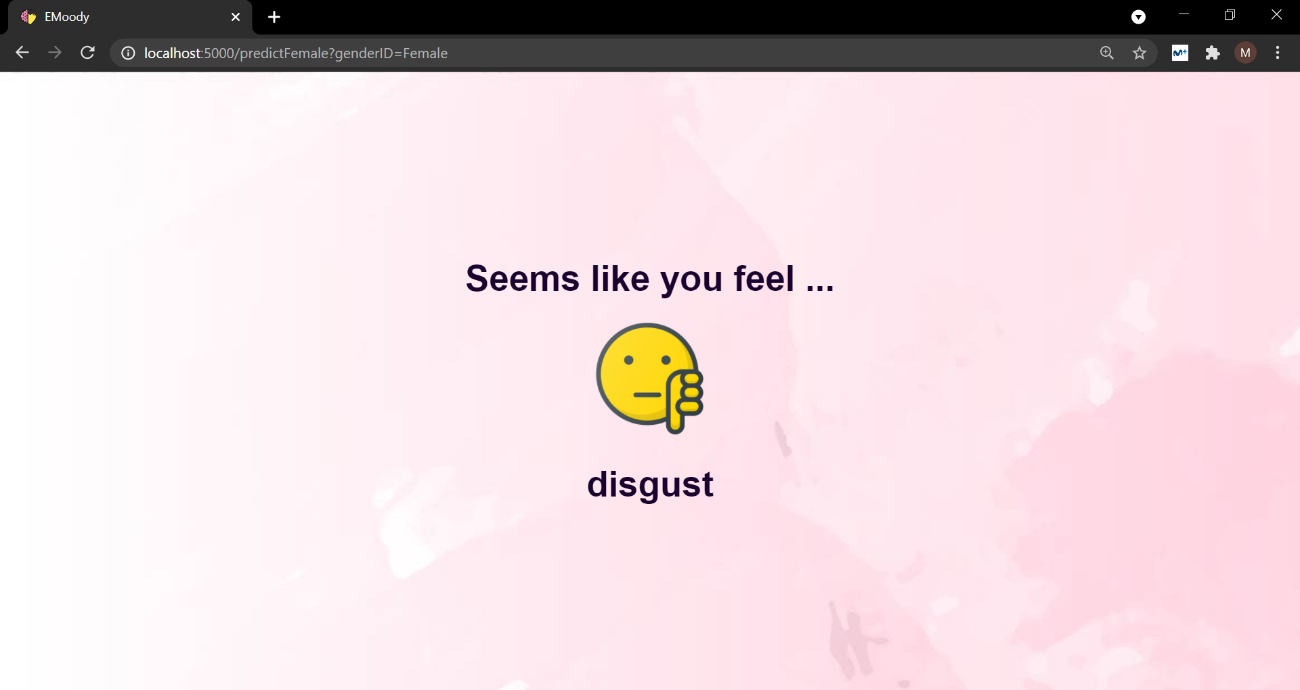 EMoody
localhost:5000/predictFemale?genderID=Female
M+
M
Seems like you feel ...
disgust